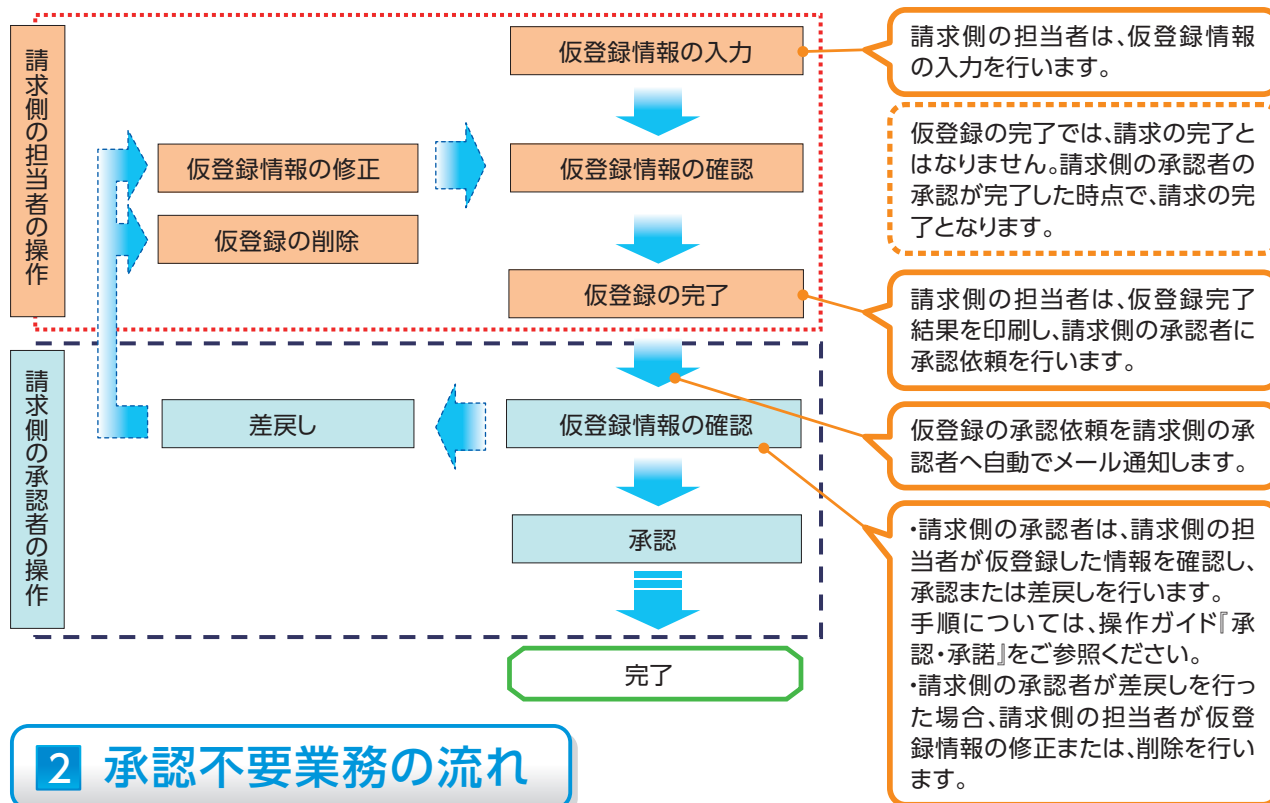 請求側の担当者の操作
仮登録情報の入力
仮登録情報の修正
仮登録情報の確認
仮登録の削除
仮登録の完了
請求側の承認者の操作
差戻し
仮登録情報の確認
承認
完了
請求側の担当者は、仮登録情報
の入力を行います。
仮登録の完了では、請求の完了と
はなりません。請求側の承認者の
承認が完了した時点で、請求の完
了となります。
請求側の担当者は、仮登録完了
結果を印刷し、請求側の承認者に
承認依頼を行います。
仮登録の承認依頼を請求側の承
認者へ自動でメール通知します。
・請求側の承認者は、請求側の担
当者が仮登録した情報を確認し、
承認または差戻しを行います。
手順については、操作ガイド『承
認・承諾』をご参照ください。
・請求側の承認者が差戻しを行っ
た場合、請求側の担当者が仮登
録情報の修正または、削除を行い
ます。
2 承認不要業務の流れ